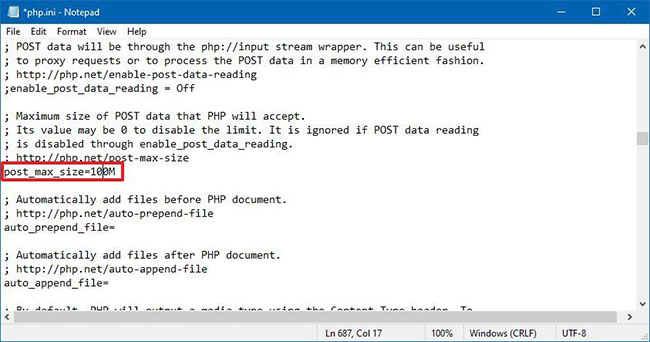 *php.ini - Notepad
File Edit Format View Help
; POST data will be through the php://input stream wrapper. This can be useful
; to proxy requests or to process the POST data in a memory efficient fashion.
; http://php.net/enable-post-data-reading
;enable_post_data_reading = Off
; Maximum size of POST data that PHP will accept.
; Its value may be 0 to disable the limit. It is ignored if POST data reading
; is disabled through enable_post_data_reading.
; http://php.net/post-max-size
post_max_size=100M
; Automatically add files before PHP document.
; http://php.net/auto-prepend-file
auto_prepend_file=
; Automatically add files after PHP document.
; http://php.net/auto-append-file
auto_append_file=
; By default, PHP will output a media type using the Content-Type header. To
Ln 687, Col 17 100% Windows (CRLF) UTF-8